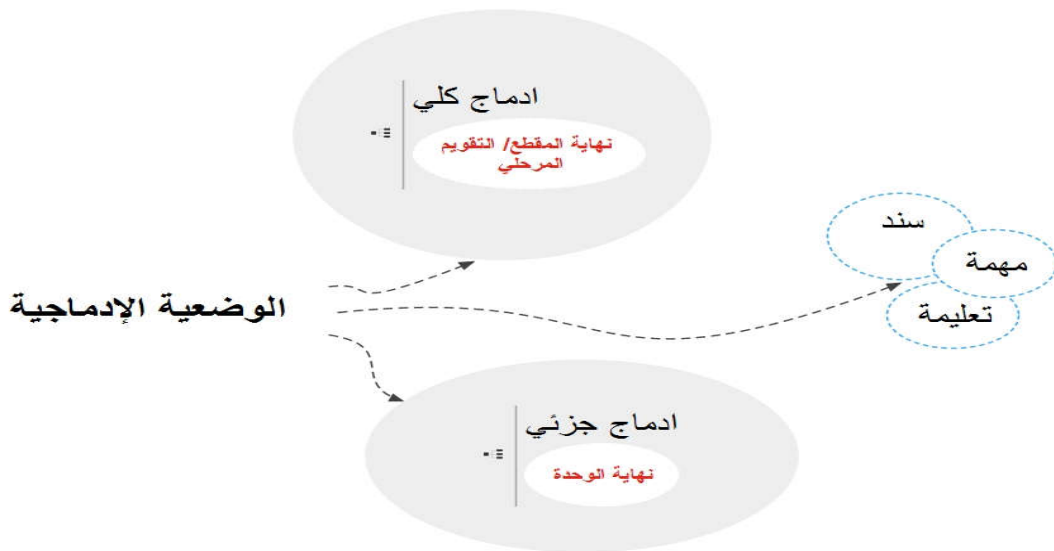 ادماج كلي
نهاية المقطع/ التقويم
المرحلي
سند
مهمة
تعليمة
الوضعية الإدماجية
ادماج جزئي
نهاية الوحدة